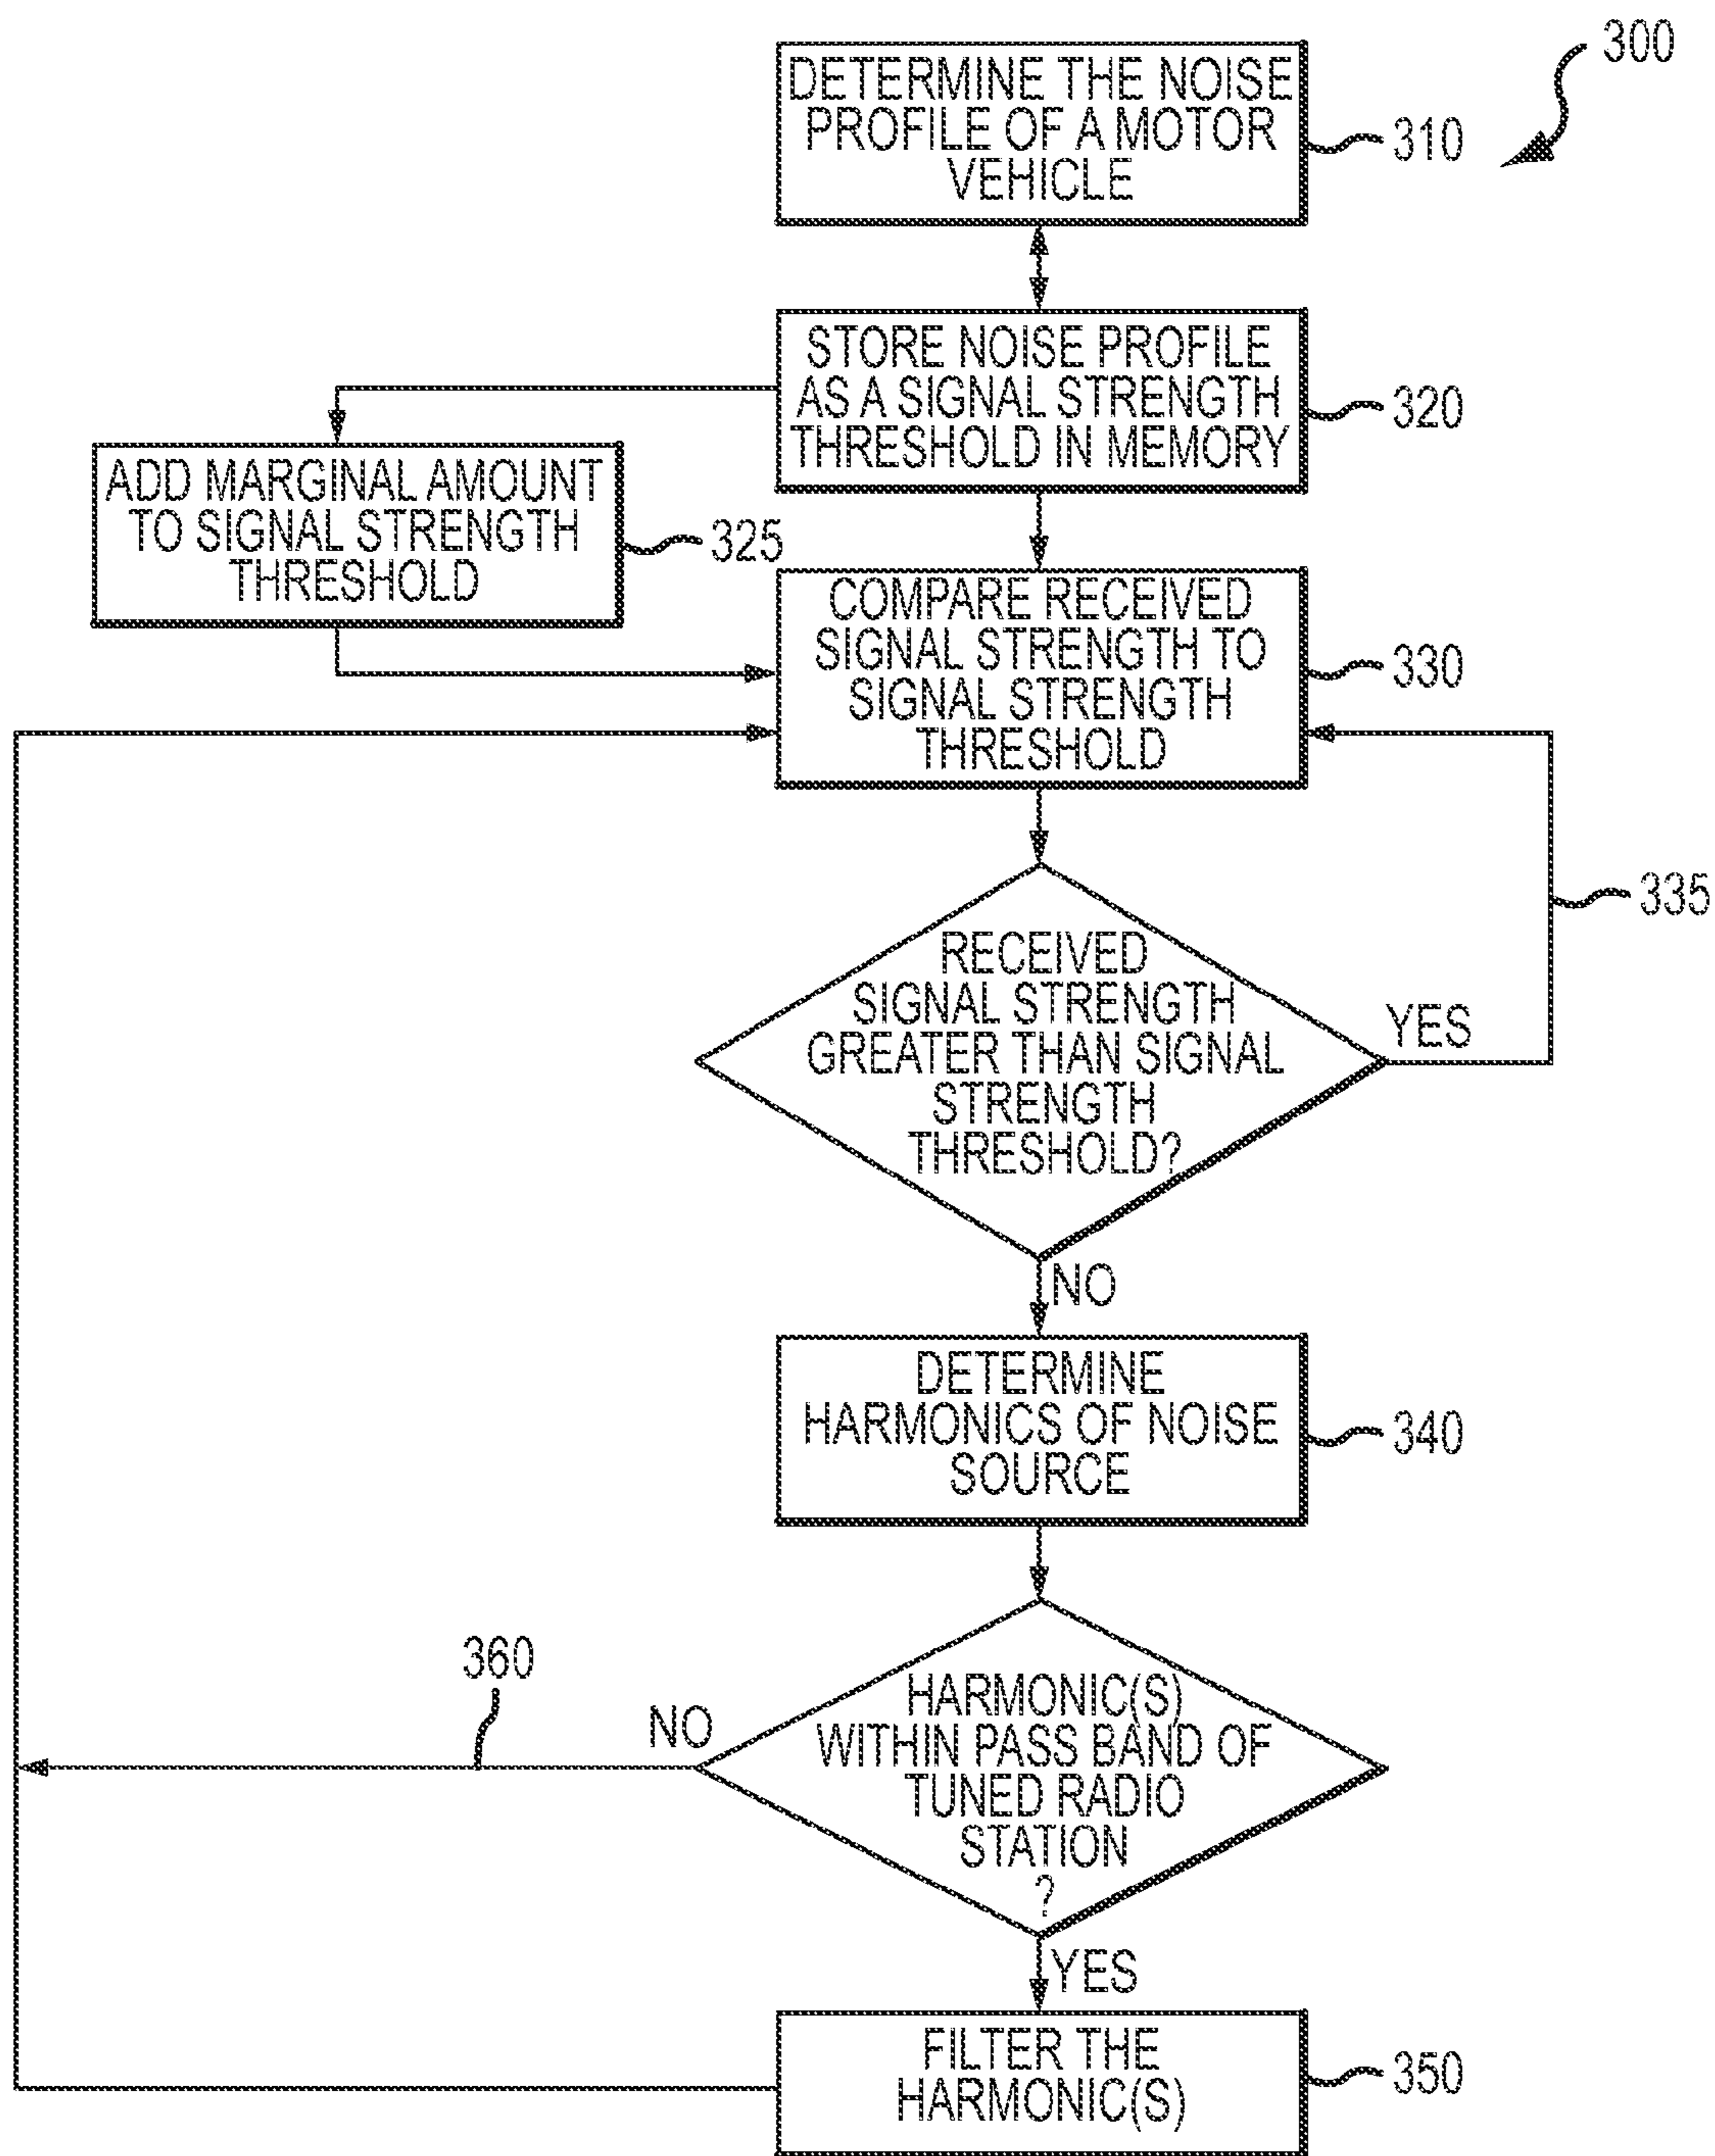 300
DETERMINE THE NOISE
PROFILE OF A MOTOR
VEHICLE
310
STORE NOISE PROFILE
AS A SIGNAL STRENGTH
THRESHOLD IN MEMORY
320
ADD MARGINAL AMOUNT
TO SIGNAL STRENGTH
THRESHOLD
325
COMPARE RECEIVED
SIGNAL STRENGTH TO
SIGNAL STRENGTH
THRESHOLD
330
335
RECEIVED
SIGNAL STRENGTH
GREATER THAN SIGNAL
STRENGTH
THRESHOLD?
YES
NO
DETERMINE
HARMONICS OF NOISE
SOURCE
340
360
NO
HARMONIC(S)
WITHIN PASS BAND OF
TUNED RADIO
STATION
?
YES
FILTER THE
HARMONIC(S)
350